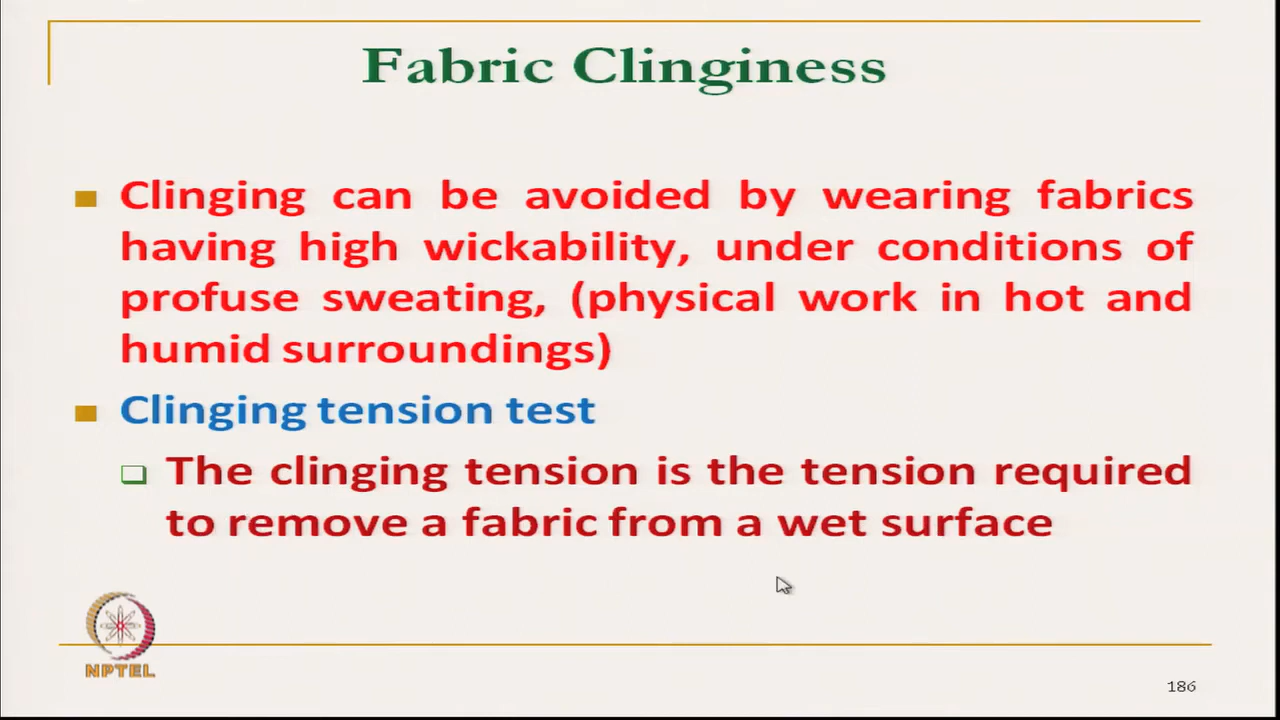 Fabric Clinginess
Clinging can be avoided by wearing fabrics
having high wickability, under conditions of
profuse sweating, (physical work in hot and
humid surroundings)
Clinging tension test
The clinging tension is the tension required
to remove a fabric from a wet surface
NPTEL
186